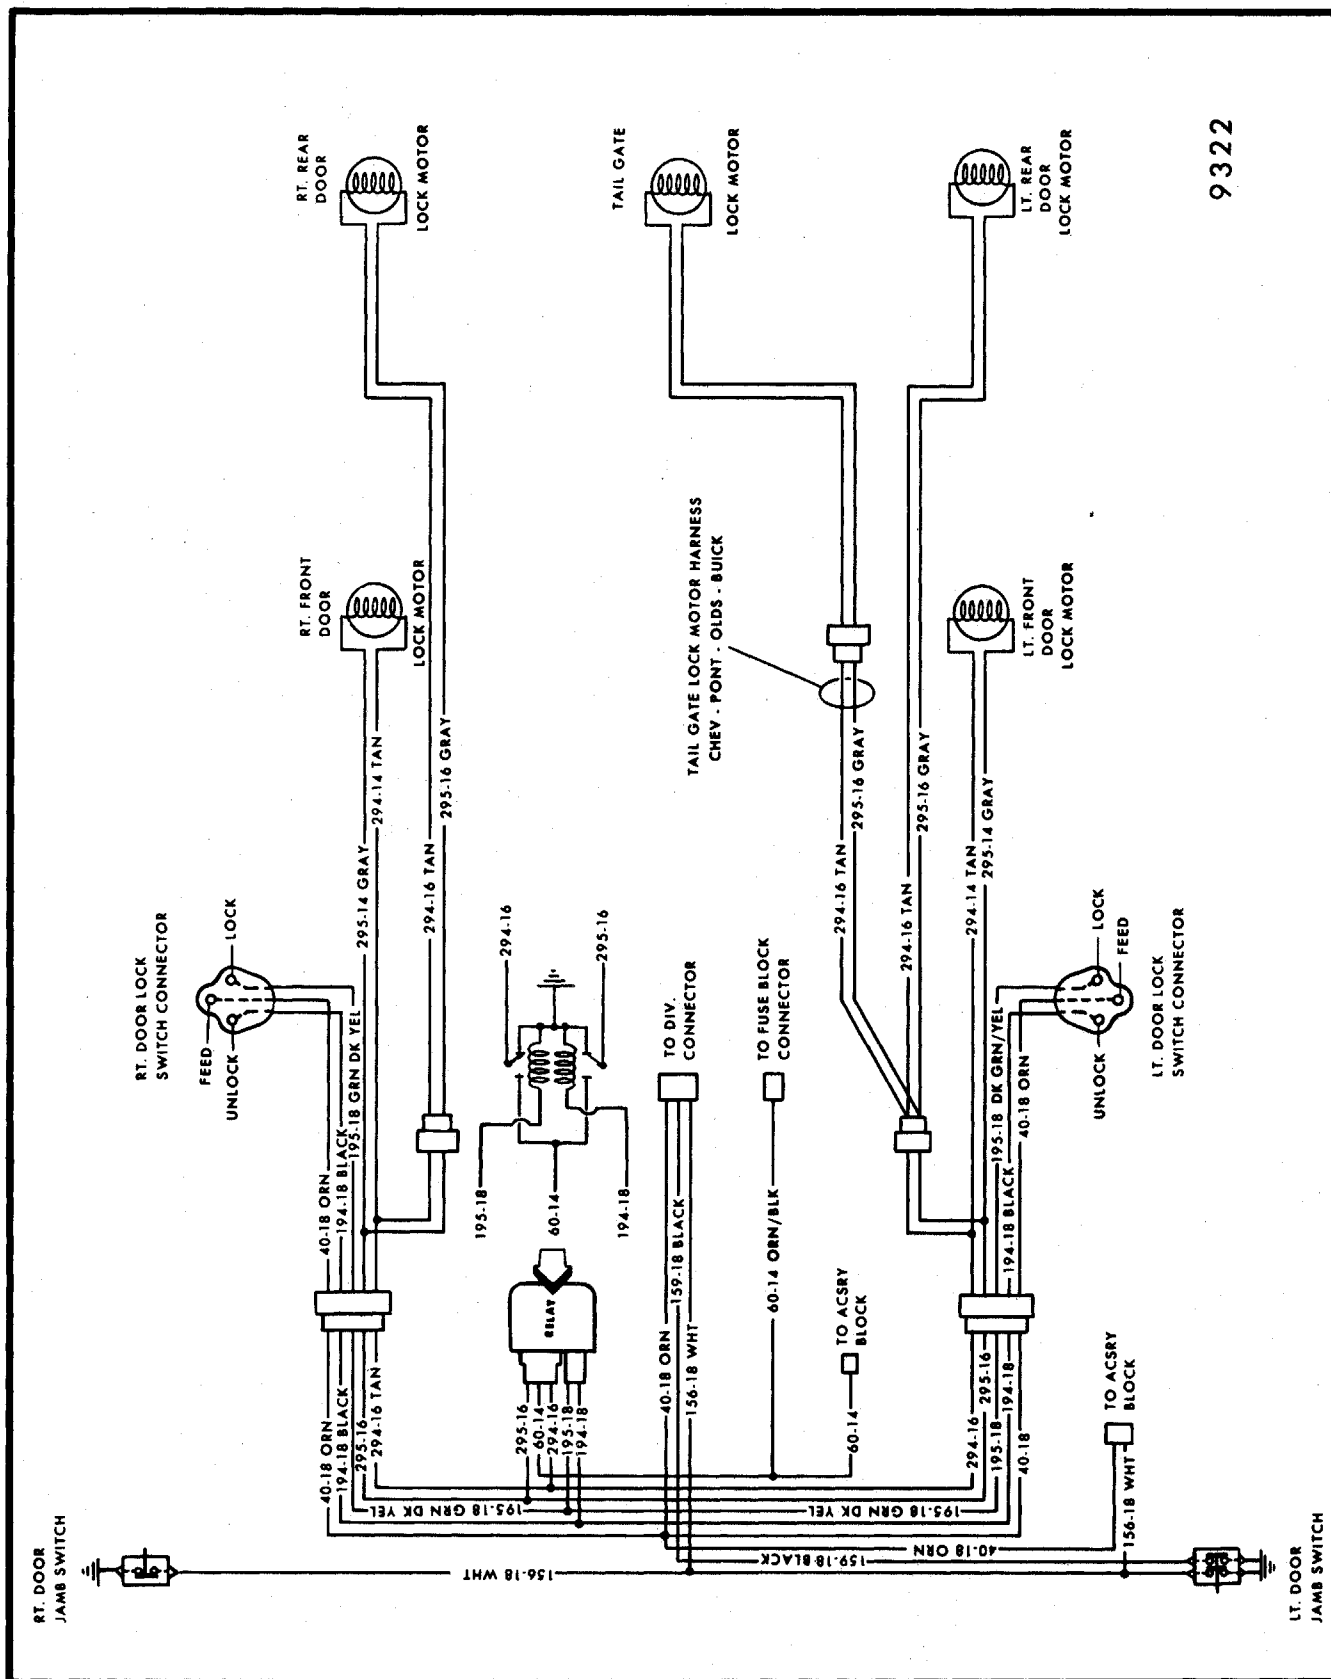 RT. REAR
DOOR
LOCK MOTOR
TAIL GATE
LOCK MOTOR
LT. REAR
DOOR
LOCK MOTOR
9322
RT. FRONT
DOOR
LOCK MOTOR
TAIL GATE LOCK MOTOR HARNESS
CHEV - PONT - OLDS - BUICK
LT. FRONT
DOOR
LOCK MOTOR
295-14 GRAY
294-14 TAN
294-16 TAN
295-16 GRAY
294-16 TAN
295-16 GRAY
294-16 TAN
295-16 GRAY
294-14 TAN
295-14 GRAY
RT. DOOR LOCK
SWITCH CONNECTOR
FEED
UNLOCK
LOCK
294-16
295-16
TO DIV.
CONNECTOR
TO FUSE BLOCK
CONNECTOR
LOCK
FEED
UNLOCK
LT. DOOR LOCK
SWITCH CONNECTOR
40-18 ORN
194-18 BLACK
195-18 GRN DK YEL
195-18
60-14
194-18
195-18 DK GRN/YEL
194-18 BLACK
40-18 ORN
RELAY
40-18 ORN
159-18 BLACK
156-18 WHT
60-14 ORN/BLK
TO ACSRY
BLOCK
60-14
40-18 ORN
194-18 BLACK
295-16
294-16 TAN
295-16
60-14
294-16
195-18
194-18
294-16
295-16
195-18
194-18
40-18
TO ACSRY
BLOCK
156-18 WHT
195-18 GRN DK YEL
195-18 GRN DK YEL
40-18 ORN
159-18 BLACK
156-18 WHT
RT. DOOR
JAMB SWITCH
LT. DOOR
JAMB SWITCH